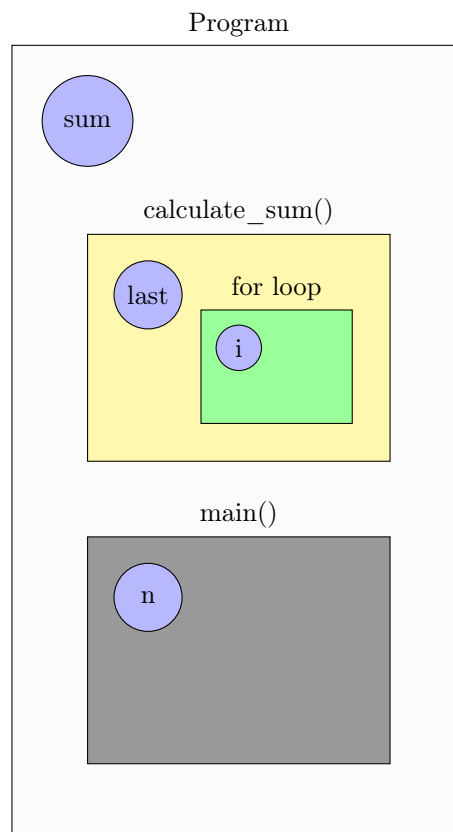 Program
sum
calculate_sum()
last
for loop
i
main()
n